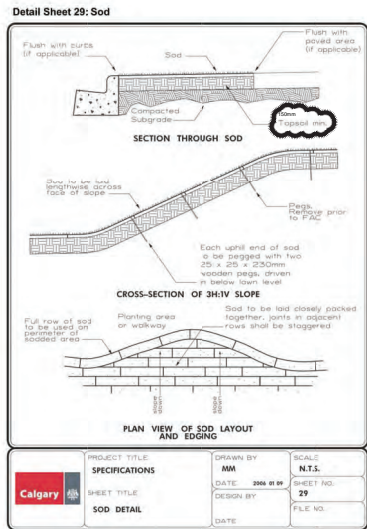 Detail Sheet 29: Sod
Flush with curbs
(if applicable)
Sod
Flush with
paved area
(if applicable)
Compacted
Subgrade
150mm
Topsoil min.
SECTION THROUGH SOD
Sod to be laid
lengthwise across
face of slope
Pegs,
Remove prior
to FAC
Each uphill end of sod
to be pegged with two
25 x 25 x 230mm
wooden pegs, driven
in below lawn level
CROSS-SECTION OF 3H:1V SLOPE
Full row of sod
to be used on
perimeter of
sodded area
Planting area
or walkway
Sod to be laid closely packed
together, joints in adjacent
rows shall be staggered
slope
down
slope
down
PLAN VIEW OF SOD LAYOUT
AND EDGING
Calgary
PROJECT TITLE
SPECIFICATIONS
SHEET TITLE
SOD DETAIL
DRAWN BY
MM
DATE 2006 01 09
DESIGN BY
DATE
SCALE
N.T.S.
SHEET NO.
29
FILE NO.